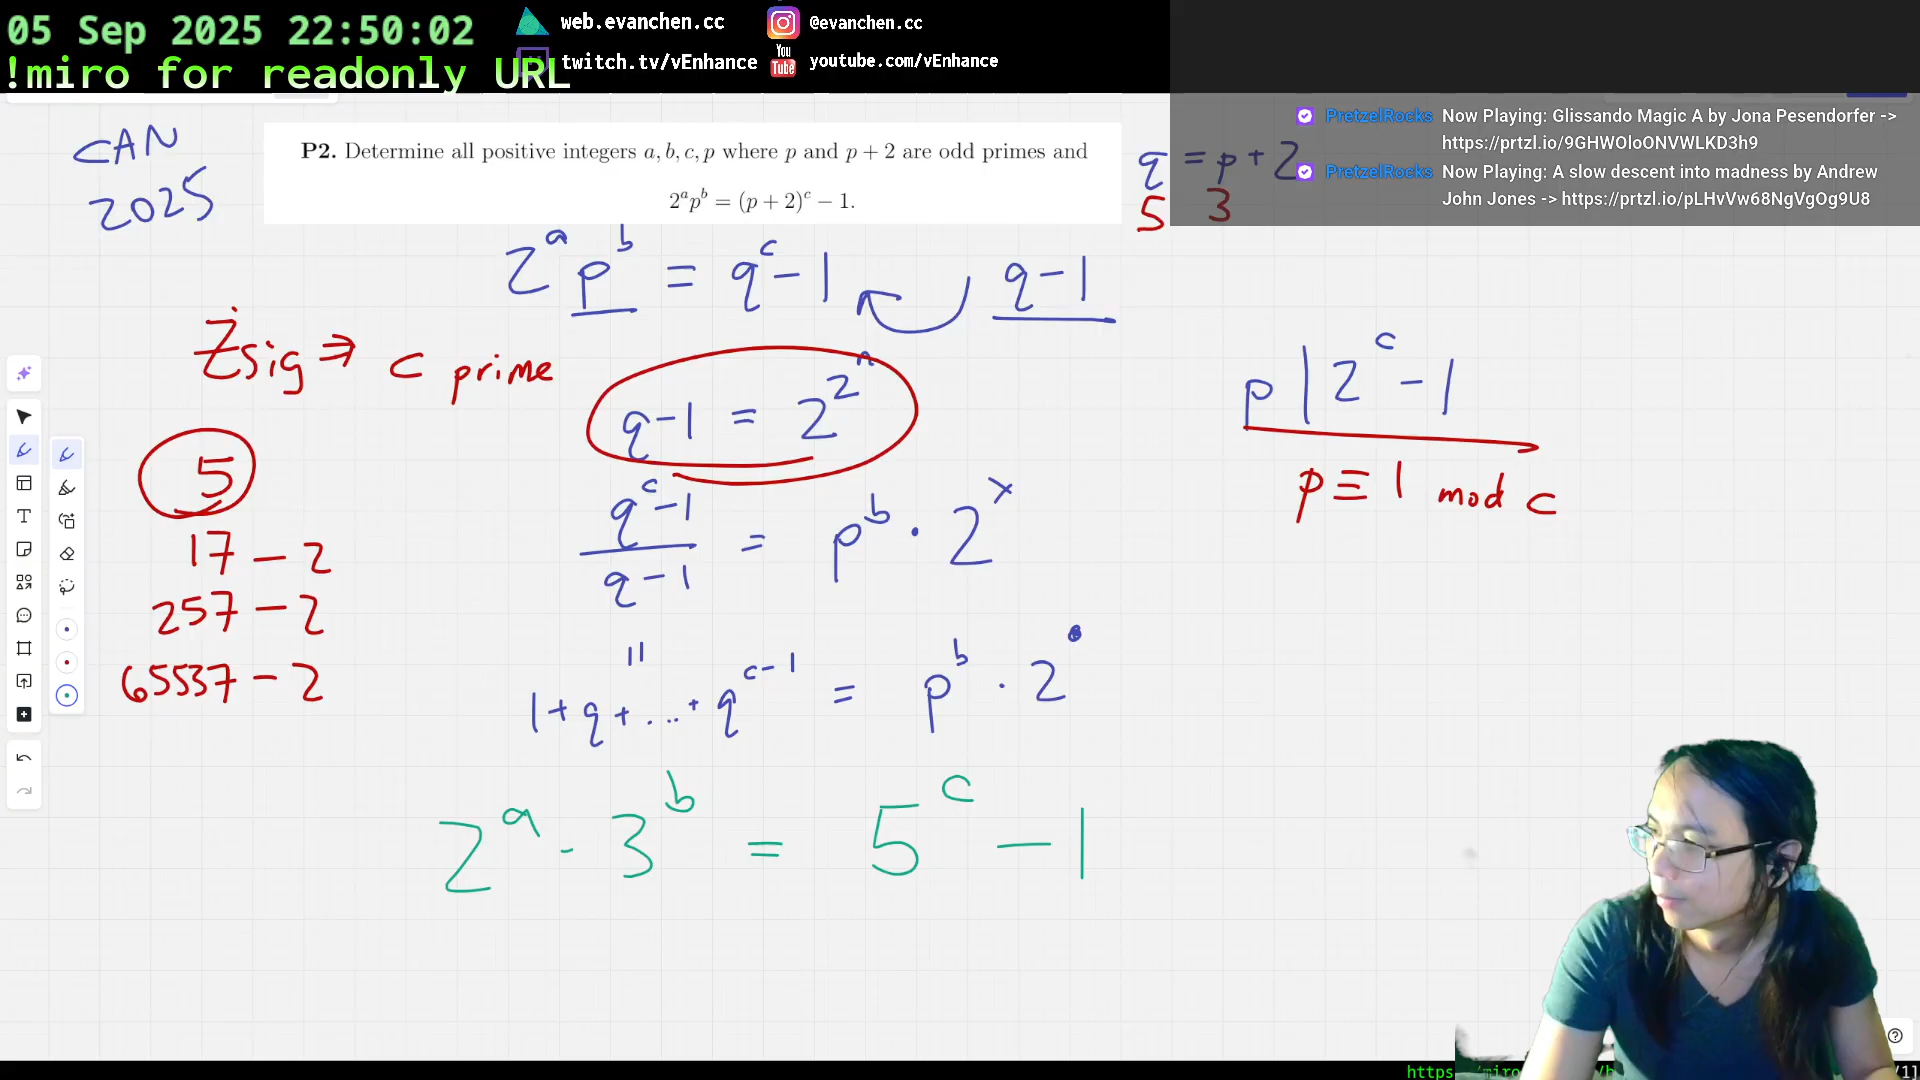 05 Sep 2025 22:50:02
!miro for readonly URL
web.evanchen.cc
@evanchen.cc
twitch.tv/vEnhance
You Tube
youtube.com/vEnhance
PretzelRocks Now Playing: Glissando Magic A by Jona Pesendorfer ->
https://prtzl.io/9GHWOloONVWLKD3h9
PretzelRocks Now Playing: A slow descent into madness by Andrew
John Jones -> https://prtzl.io/pLHvVw68NgVgOg9U8
CAN
2025
P2. Determine all positive integers a, b, c, p where p and p + 2 are odd primes and
2^a p^b = (p + 2)^c − 1.
q = p + 2
5 3
2^a p^b = q^c - 1
q - 1
Żsig ⇒ c prime
q - 1 = 2^2^n
p | 2^c - 1
p ≡ 1 mod c
5
17 - 2
257 - 2
65537 - 2
q^c - 1 / q - 1 = p^b · 2^x
"
1 + q + ... + q^c-1 = p^b · 2^•
2^a · 3^b = 5^c - 1